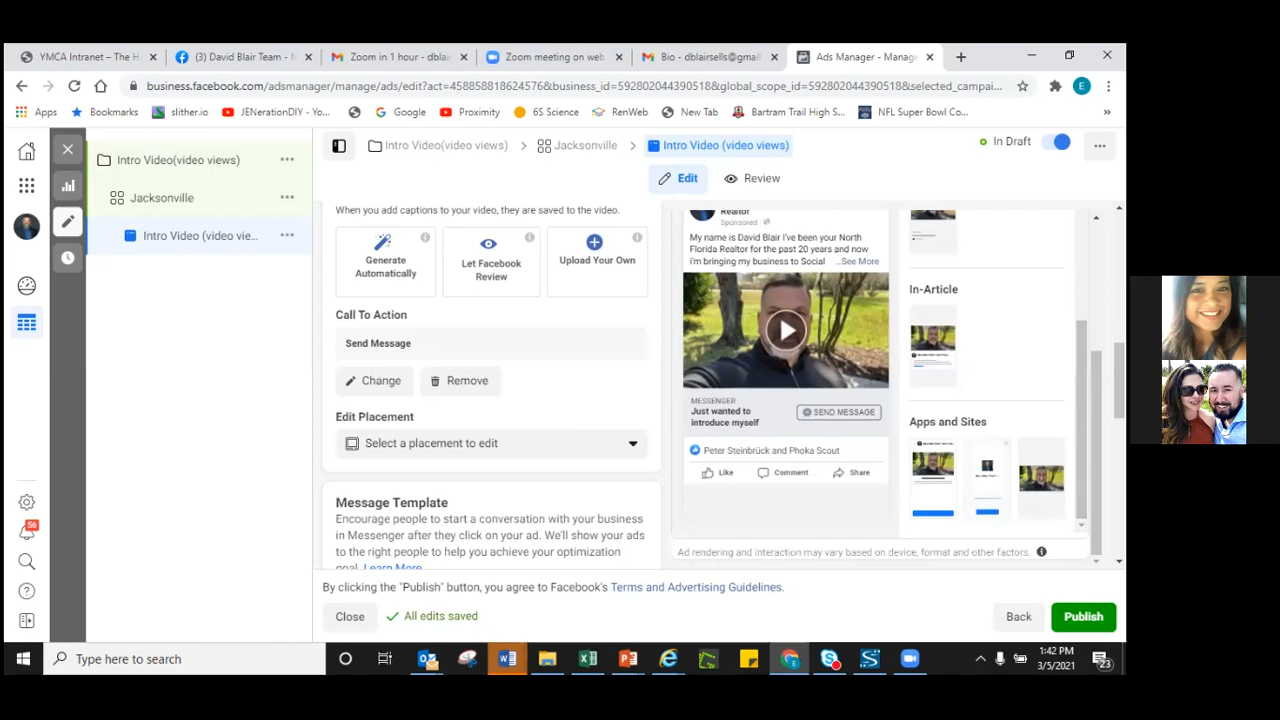 YMCA Intranet – The H
(3) David Blair Team - N
Zoom in 1 hour - dblair
Zoom meeting on web
Bio - dblairsells@gmail
Ads Manager - Manage
business.facebook.com/adsmanager/manage/ads/edit?act=458858818624576&business_id=592802044390518&global_scope_id=592802044390518&selected_campai...
E
Apps
Bookmarks
slither.io
JENerationDIY - Yo...
Google
Proximity
6S Science
RenWeb
New Tab
Bartram Trail High S...
NFL Super Bowl Co...
»
Intro Video(video views)
Jacksonville
Intro Video (video vie...
Intro Video(video views)
Jacksonville
Intro Video (video views)
In Draft
Edit
Review
When you add captions to your video, they are saved to the video.
Generate
Automatically
Let Facebook
Review
Upload Your Own
Call To Action
Send Message
Change
Remove
Edit Placement
Select a placement to edit
Message Template
Encourage people to start a conversation with your business
in Messenger after they click on your ad. We'll show your ads
to the right people to help you achieve your optimization
goal. Learn More
Realtor
Sponsored
My name is David Blair I've been your North
Florida Realtor for the past 20 years and now
i'm bringing my business to Social ...See More
MESSENGER
Just wanted to
introduce myself
SEND MESSAGE
Peter Steinbrück and Phoka Scout
Like
Comment
Share
In-Article
Apps and Sites
Ad rendering and interaction may vary based on device, format and other factors.
By clicking the "Publish" button, you agree to Facebook's Terms and Advertising Guidelines.
Close
All edits saved
Back
Publish
56
Type here to search
1:42 PM
3/5/2021
23